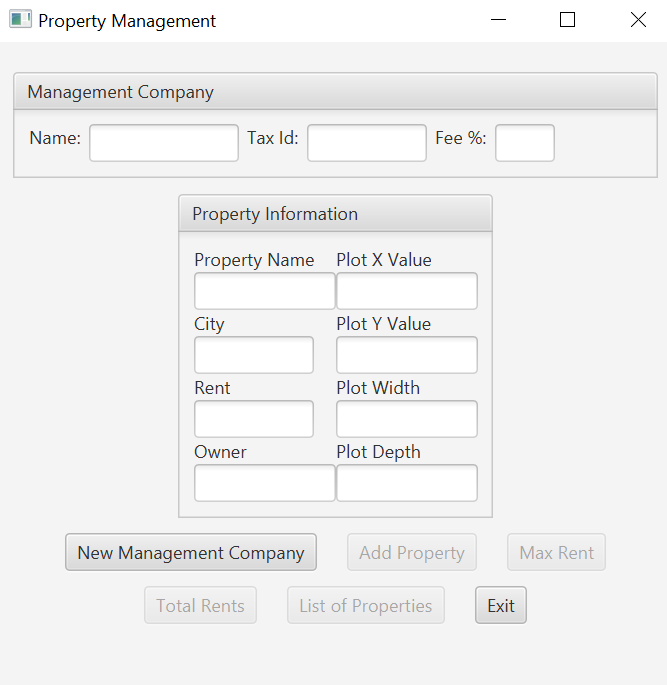 Property Management
Management Company
Name: Tax Id: Fee %:
Property Information
Property Name Plot X Value
City Plot Y Value
Rent Plot Width
Owner Plot Depth
New Management Company Add Property Max Rent
Total Rents List of Properties Exit